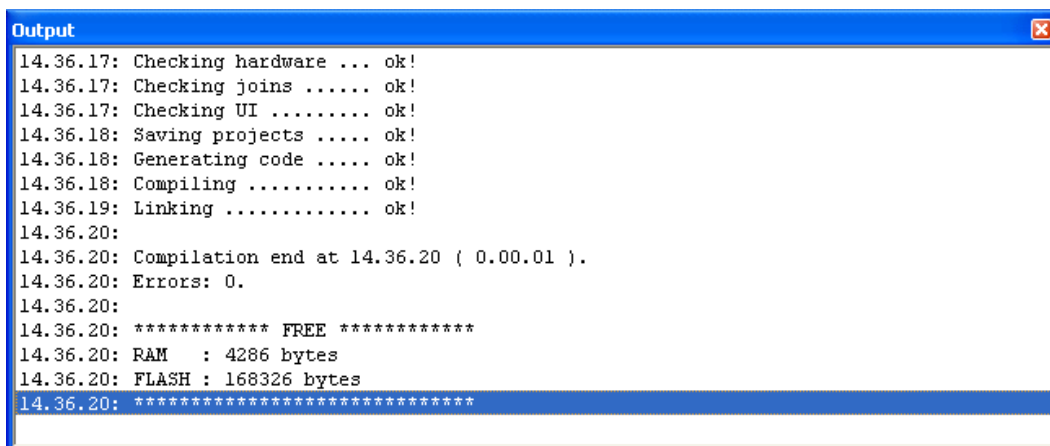 Output
14.36.17: Checking hardware ... ok!
14.36.17: Checking joins ...... ok!
14.36.17: Checking UI ......... ok!
14.36.18: Saving projects ..... ok!
14.36.18: Generating code ..... ok!
14.36.18: Compiling ........... ok!
14.36.19: Linking ............. ok!
14.36.20:
14.36.20: Compilation end at 14.36.20 ( 0.00.01 ).
14.36.20: Errors: 0.
14.36.20:
14.36.20: ************ FREE ************
14.36.20: RAM   : 4286 bytes
14.36.20: FLASH : 168326 bytes
14.36.20: ******************************